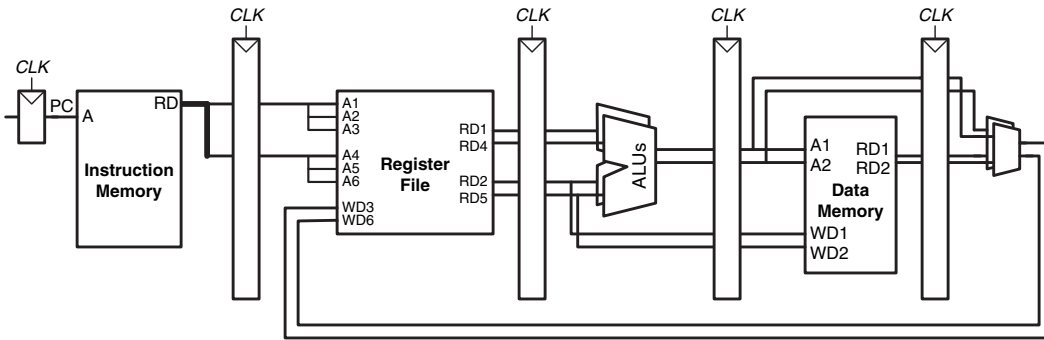 CLK
CLK
CLK
CLK
CLK
PC
A
RD
Instruction
Memory
A1
A2
A3
A4
A5
A6
WD3
WD6
Register
File
RD1
RD4
RD2
RD5
ALUs
A1
A2
RD1
RD2
Data
Memory
WD1
WD2